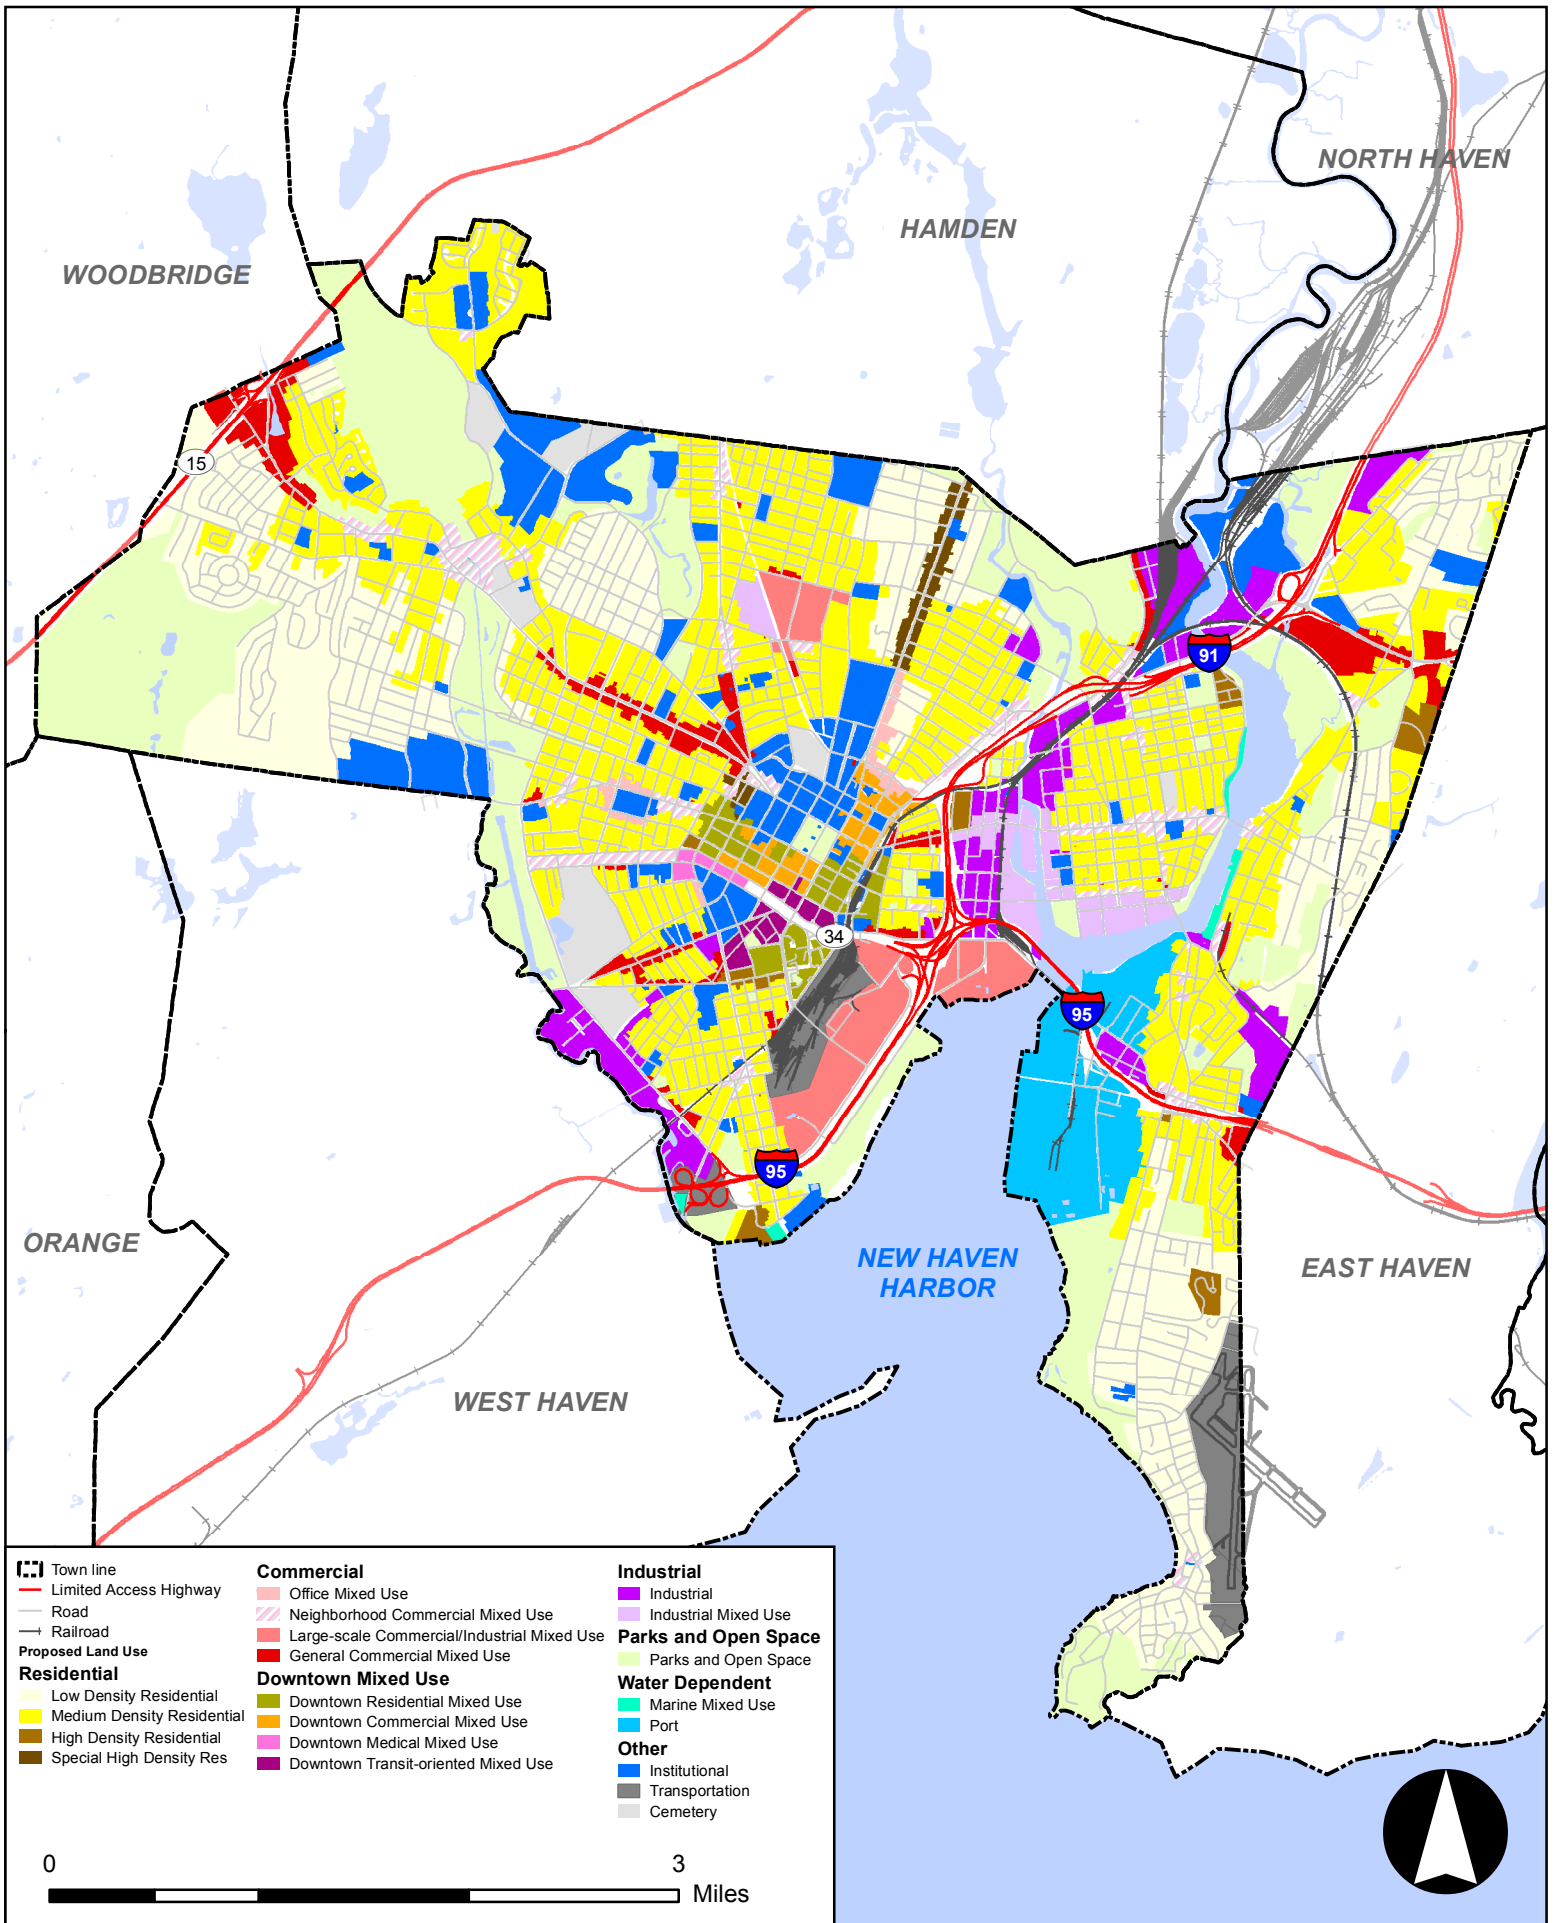 NORTH HAVEN
HAMDEN
WOODBRIDGE
15
91
34
95
95
ORANGE
NEW HAVEN
HARBOR
EAST HAVEN
WEST HAVEN
Town line
Limited Access Highway
Road
Railroad
Proposed Land Use
Residential
Low Density Residential
Medium Density Residential
High Density Residential
Special High Density Res
Commercial
Office Mixed Use
Neighborhood Commercial Mixed Use
Large-scale Commercial/Industrial Mixed Use
General Commercial Mixed Use
Downtown Mixed Use
Downtown Residential Mixed Use
Downtown Commercial Mixed Use
Downtown Medical Mixed Use
Downtown Transit-oriented Mixed Use
Industrial
Industrial
Industrial Mixed Use
Parks and Open Space
Parks and Open Space
Water Dependent
Marine Mixed Use
Port
Other
Institutional
Transportation
Cemetery
0 3
Miles